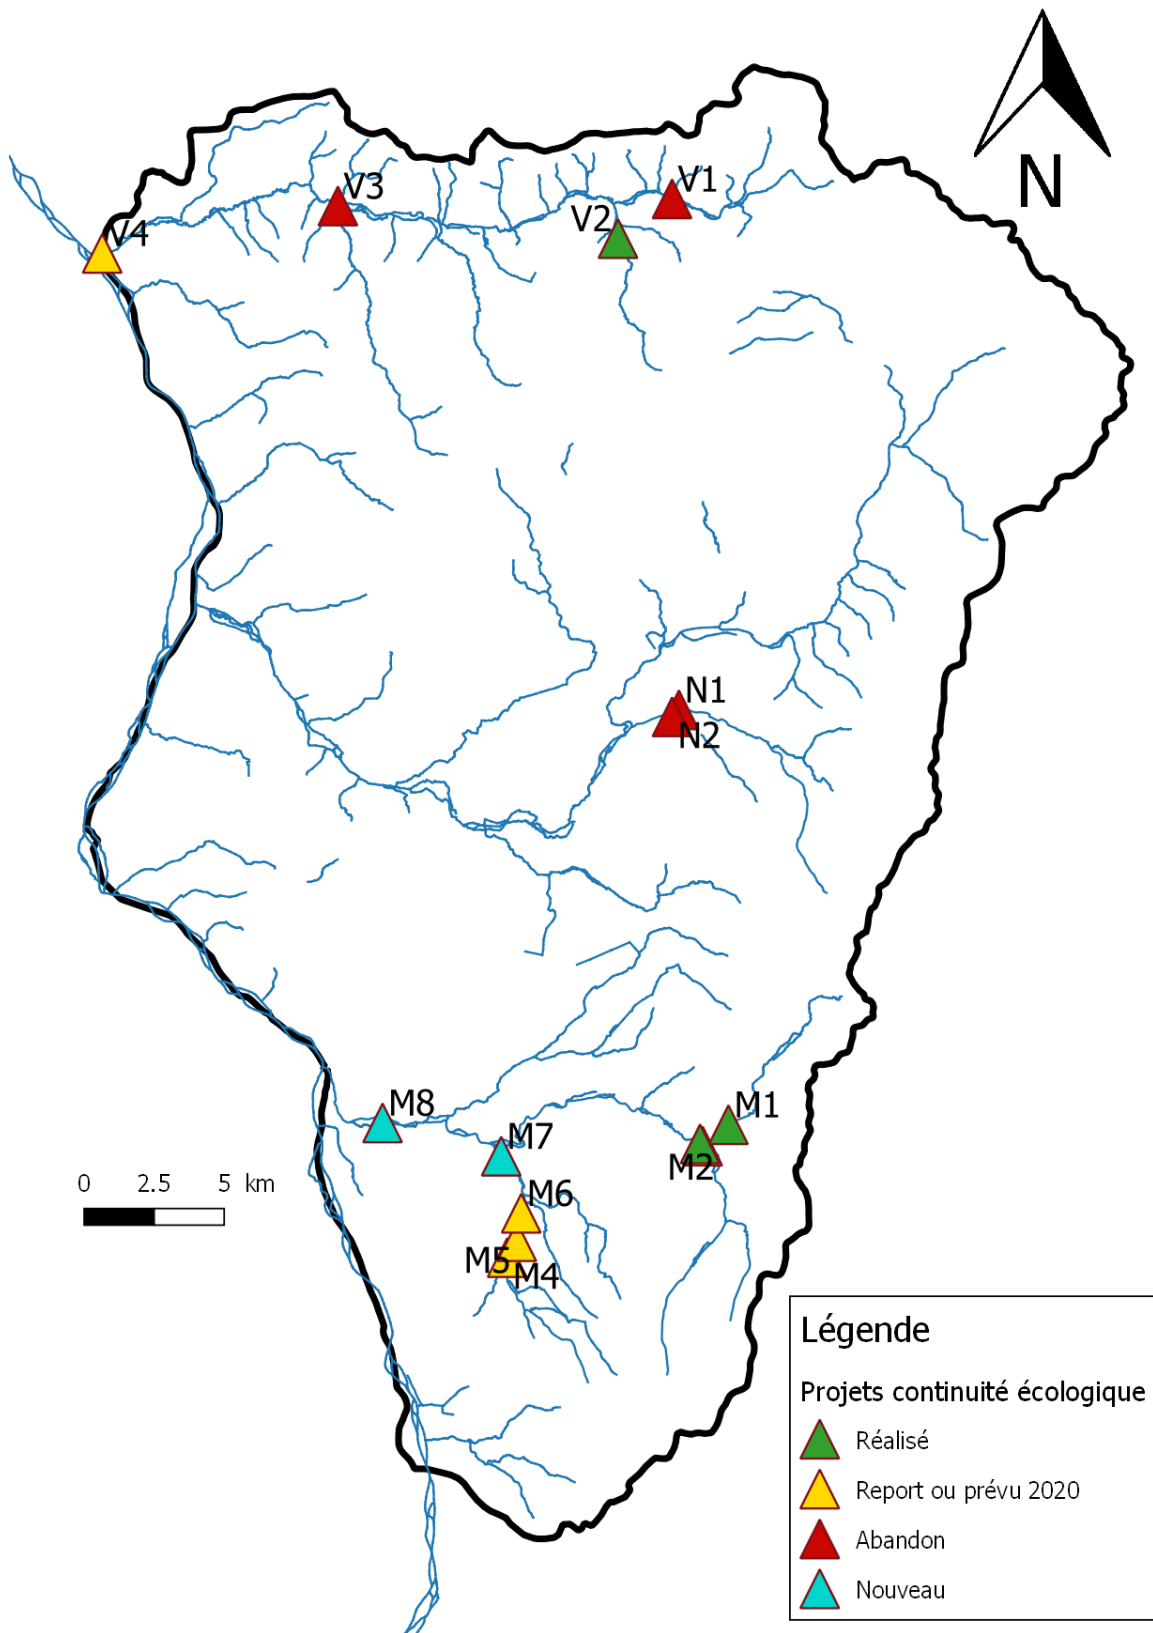 N
V3
V1
V2
V4
N1
N2
M8
M1
M7
M2
M6
M5
M4
0 2.5 5 km
Légende
Projets continuité écologique
Réalisé
Report ou prévu 2020
Abandon
Nouveau